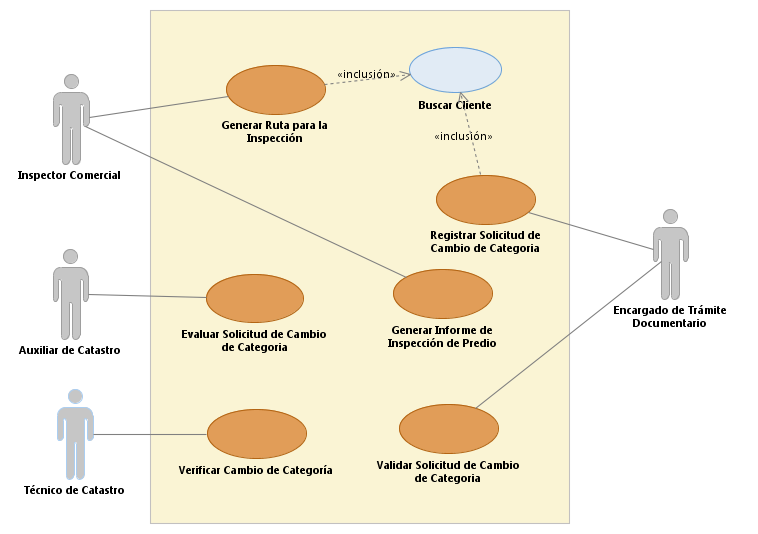 «inclusión»
Buscar Cliente
Generar Ruta para la
Inspección
«inclusión»
Inspector Comercial
Registrar Solicitud de
Cambio de Categoria
Encargado de Trámite
Documentario
Evaluar Solicitud de Cambio
de Categoria
Generar Informe de
Inspección de Predio
Auxiliar de Catastro
Verificar Cambio de Categoría
Validar Solicitud de Cambio
de Categoria
Técnico de Catastro